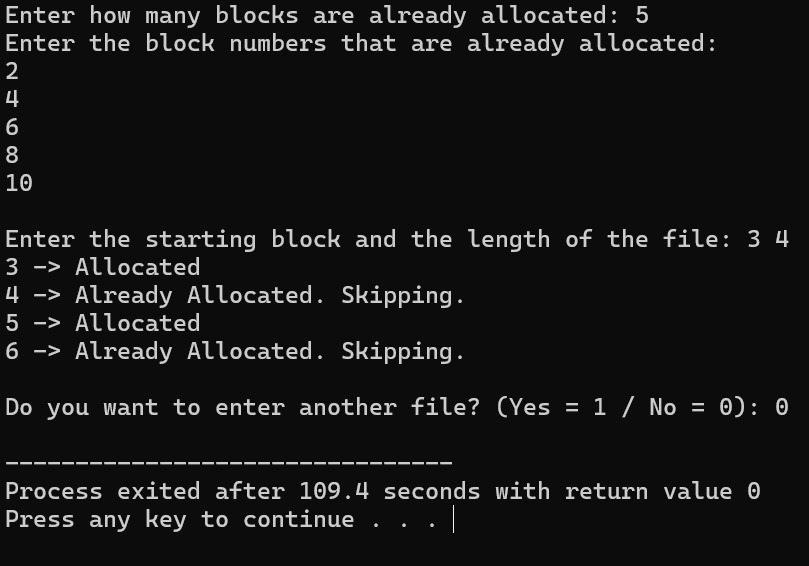 Enter how many blocks are already allocated: 5
Enter the block numbers that are already allocated:
2
4
6
8
10
Enter the starting block and the length of the file: 3 4
3 -> Allocated
4 -> Already Allocated. Skipping.
5 -> Allocated
6 -> Already Allocated. Skipping.
Do you want to enter another file? (Yes = 1 / No = 0): 0
--------------------------------
Process exited after 109.4 seconds with return value 0
Press any key to continue . . .